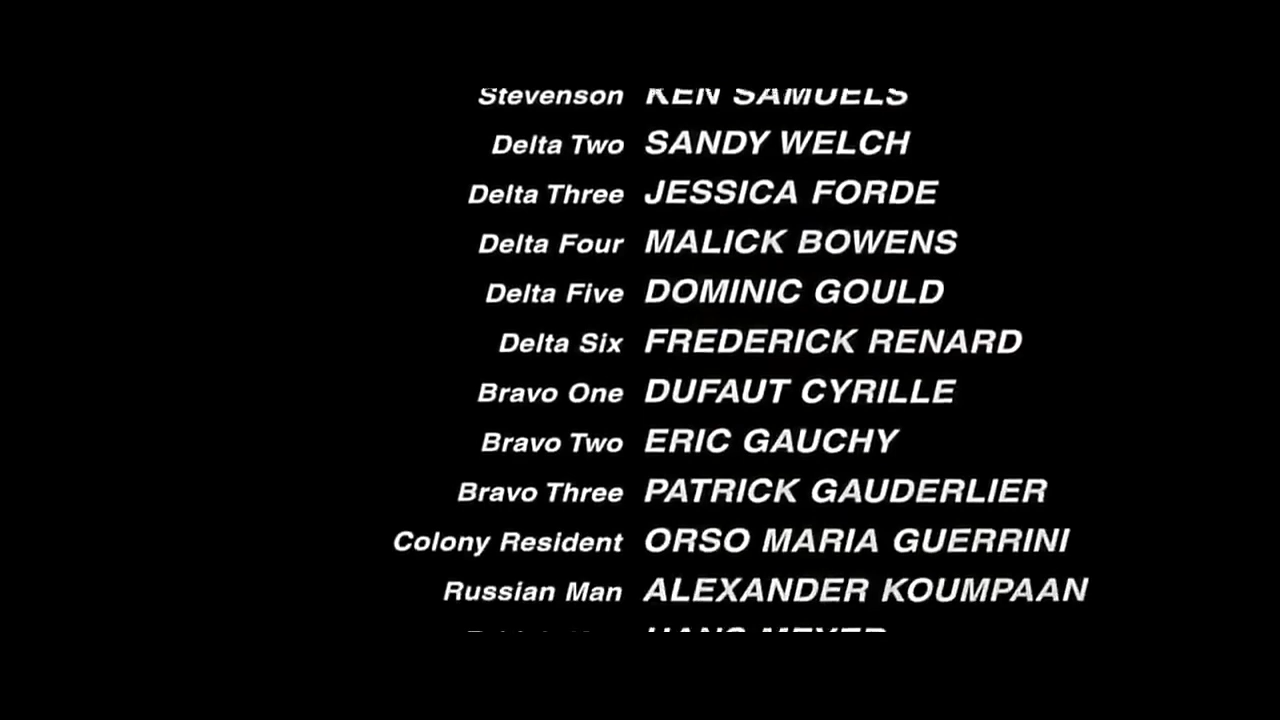 Stevenson KEN SAMUELS
Delta Two SANDY WELCH
Delta Three JESSICA FORDE
Delta Four MALICK BOWENS
Delta Five DOMINIC GOULD
Delta Six FREDERICK RENARD
Bravo One DUFAUT CYRILLE
Bravo Two ERIC GAUCHY
Bravo Three PATRICK GAUDERLIER
Colony Resident ORSO MARIA GUERRINI
Russian Man ALEXANDER KOUMPAAN
HANS MEYER